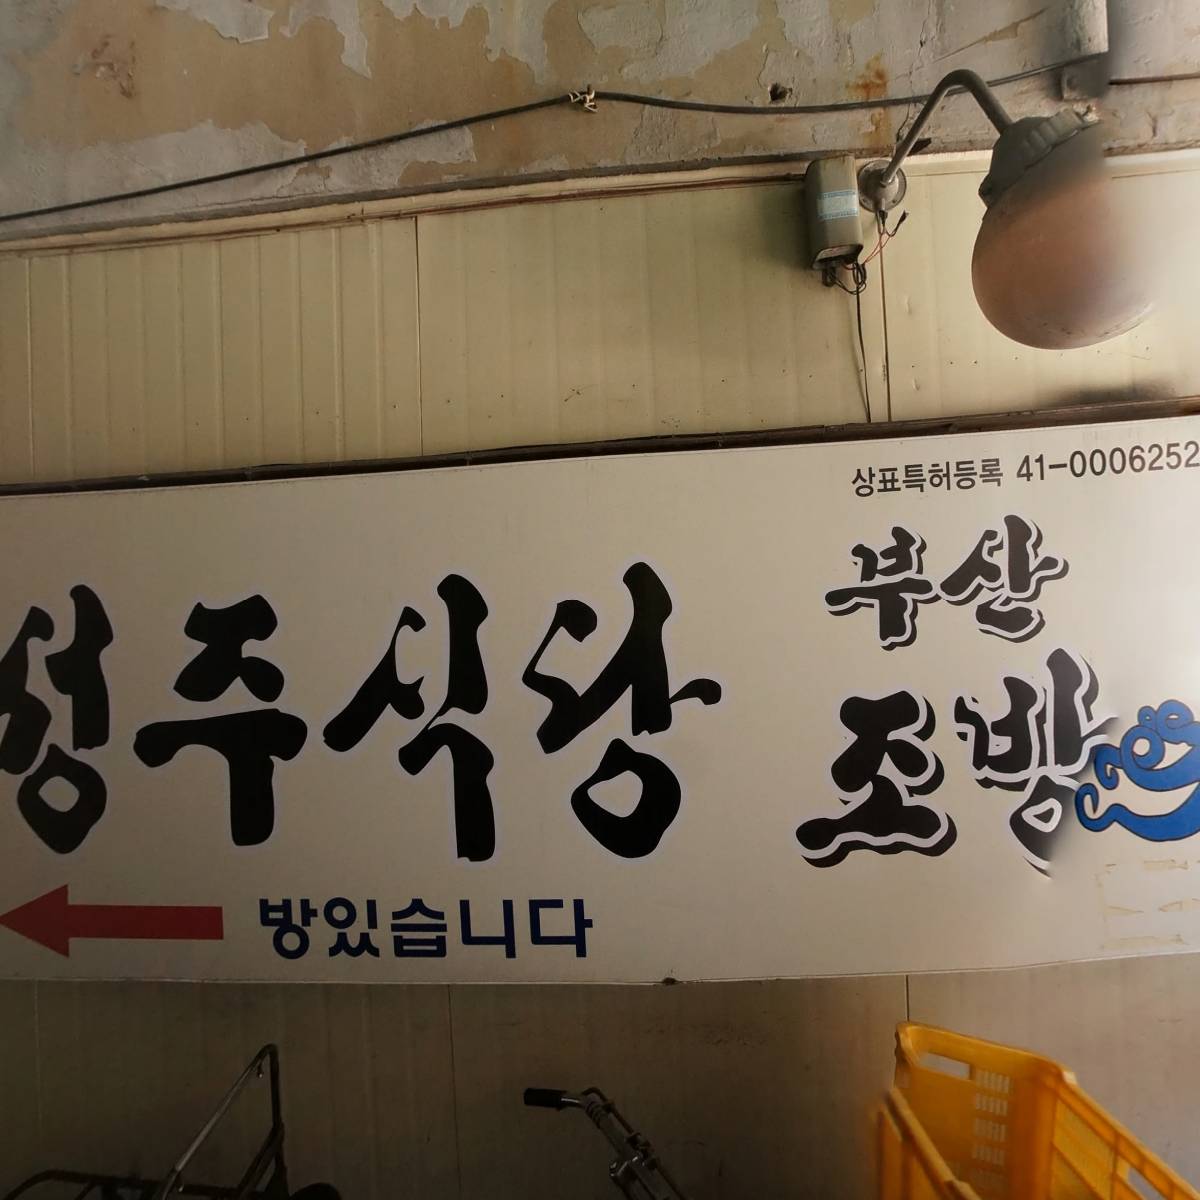 상표특허등록 41-0006252
부산
조방
성주식당
방있습니다